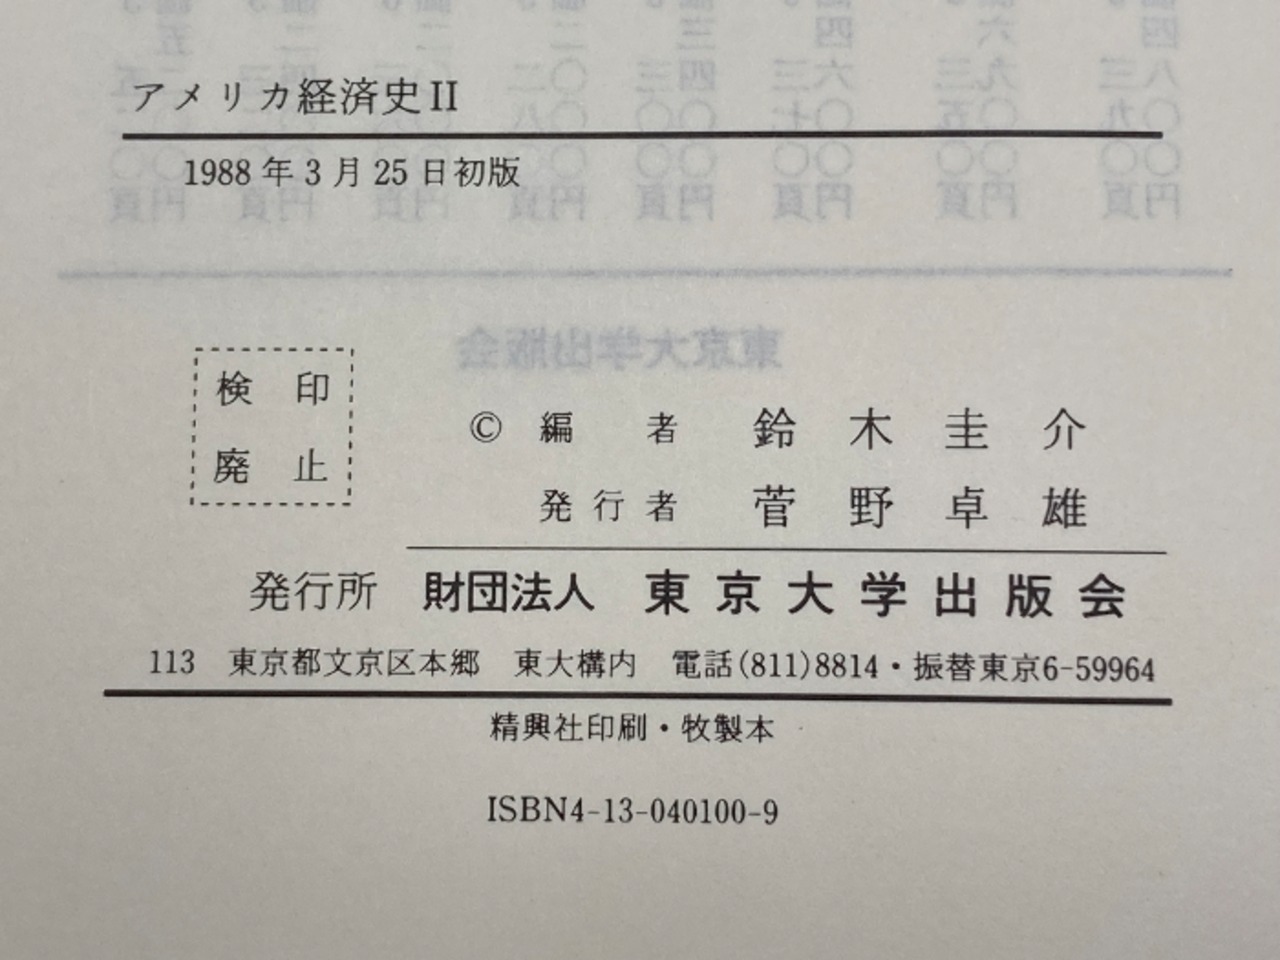 アメリカ経済史II
1988年3月25日初版
検印
廃止
© 編者 鈴木圭介
発行者 菅野卓雄
発行所 財団法人 東京大学出版会
113 東京都文京区本郷 東大構内 電話(811)8814・振替東京6-59964
精興社印刷・牧製本
ISBN4-13-040100-9